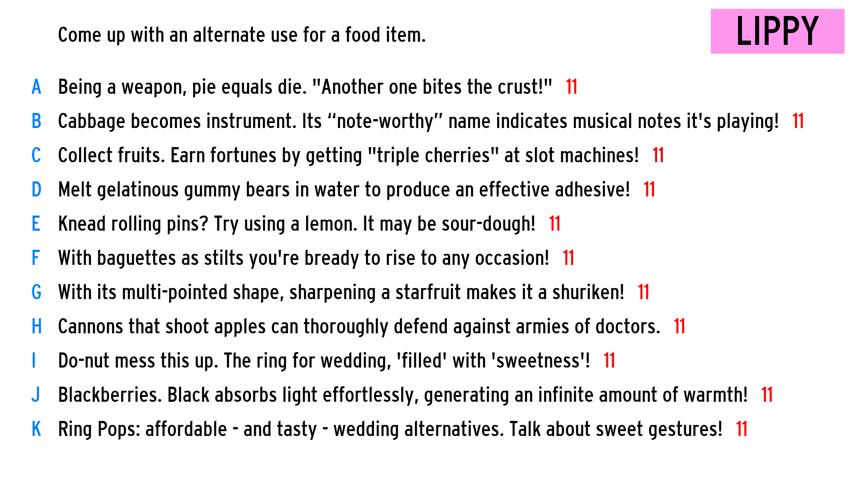 Come up with an alternate use for a food item.
LIPPY
A Being a weapon, pie equals die. "Another one bites the crust!" 11
B Cabbage becomes instrument. Its “note-worthy” name indicates musical notes it's playing! 11
C Collect fruits. Earn fortunes by getting "triple cherries" at slot machines! 11
D Melt gelatinous gummy bears in water to produce an effective adhesive! 11
E Knead rolling pins? Try using a lemon. It may be sour-dough! 11
F With baguettes as stilts you're bready to rise to any occasion! 11
G With its multi-pointed shape, sharpening a starfruit makes it a shuriken! 11
H Cannons that shoot apples can thoroughly defend against armies of doctors. 11
I Do-nut mess this up. The ring for wedding, 'filled' with 'sweetness'! 11
J Blackberries. Black absorbs light effortlessly, generating an infinite amount of warmth! 11
K Ring Pops: affordable - and tasty - wedding alternatives. Talk about sweet gestures! 11